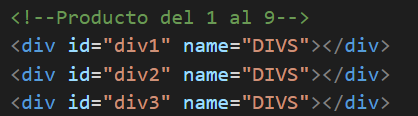 <!--Producto del 1 al 9-->
<div id="div1" name="DIVS"></div>
<div id="div2" name="DIVS"></div>
<div id="div3" name="DIVS"></div>